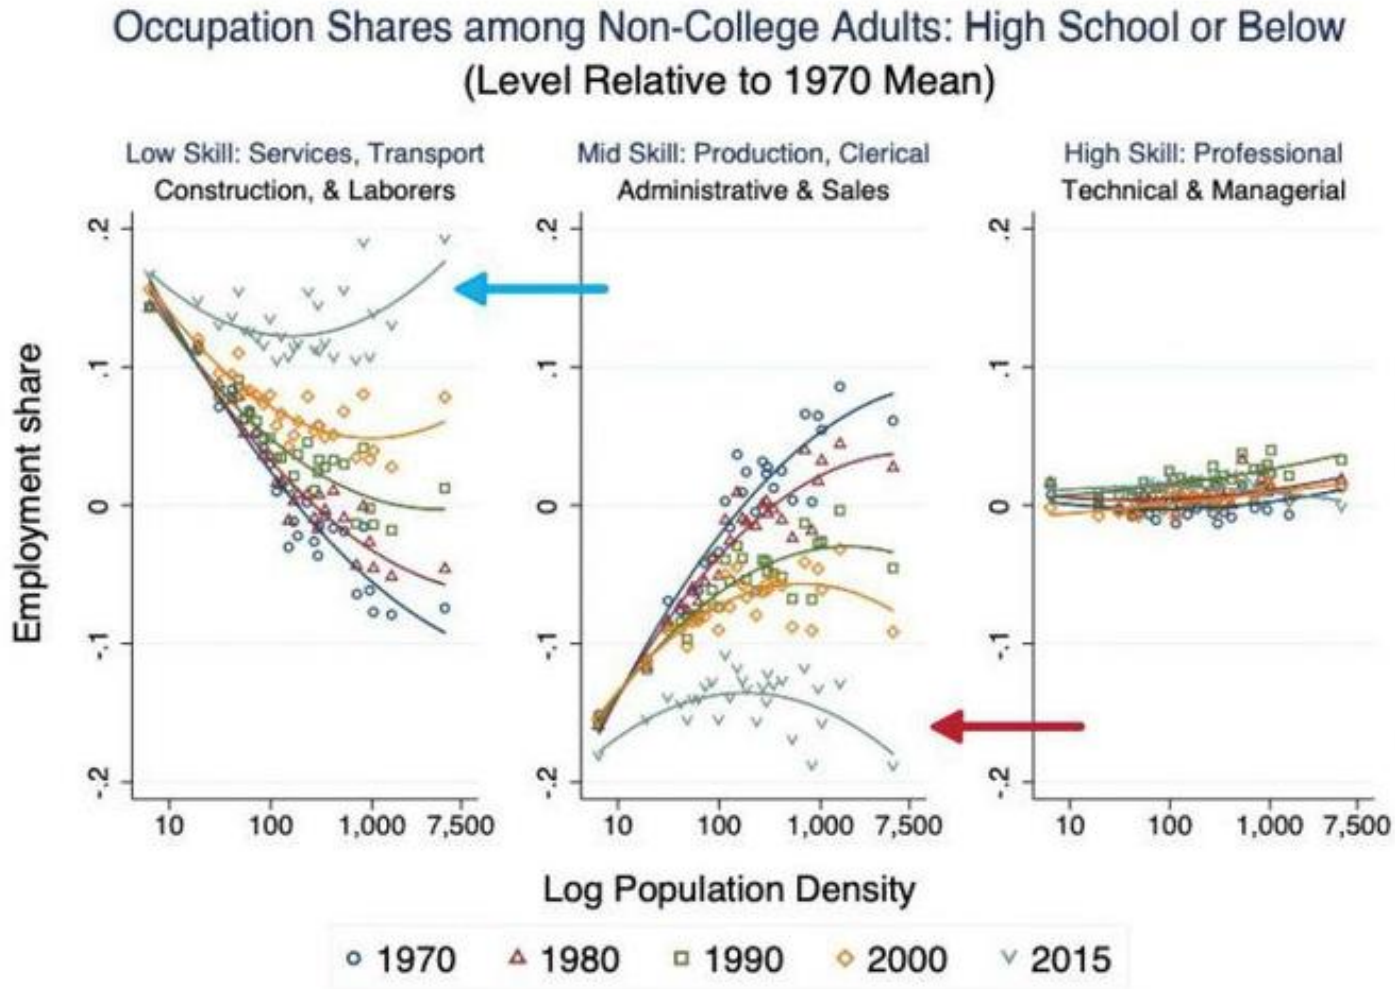 Occupation Shares among Non-College Adults: High School or Below
(Level Relative to 1970 Mean)
Low Skill: Services, Transport
Construction, & Laborers
Mid Skill: Production, Clerical
Administrative & Sales
High Skill: Professional
Technical & Managerial
Employment share
.2
.1
0
-.1
-.2
10 100 1,000 7,500
.2
.1
0
-.1
-.2
10 100 1,000 7,500
.2
.1
0
-.1
-.2
10 100 1,000 7,500
Log Population Density
1970 1980 1990 2000 2015